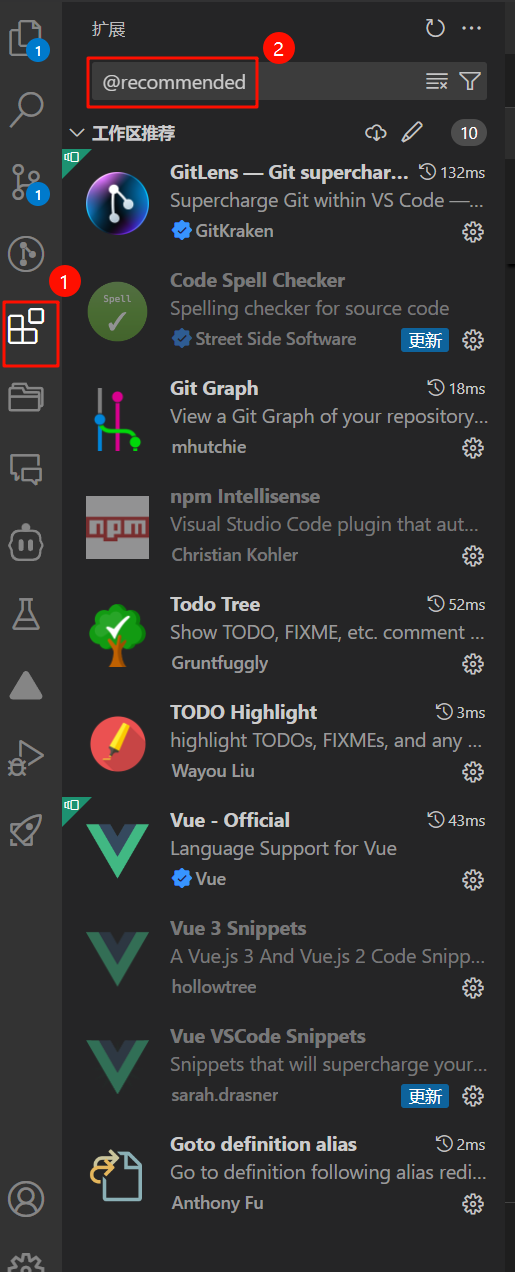 扩展
1
2
@recommended
工作区推荐
10
GitLens — Git superchar... 132ms
Supercharge Git within VS Code —...
GitKraken
1
1
Code Spell Checker
Spell
Spelling checker for source code
Street Side Software 更新
Git Graph 18ms
View a Git Graph of your repository...
mhutchie
npm Intellisense
npm
Visual Studio Code plugin that aut...
Christian Kohler
Todo Tree 52ms
Show TODO, FIXME, etc. comment ...
Gruntfuggly
TODO Highlight 3ms
highlight TODOs, FIXMEs, and any ...
Wayou Liu
Vue - Official 43ms
Language Support for Vue
Vue
Vue 3 Snippets
A Vue.js 3 And Vue.js 2 Code Snipp...
hollowtree
Vue VSCode Snippets
Snippets that will supercharge your...
sarah.drasner 更新
Goto definition alias 2ms
Go to definition following alias redi...
Anthony Fu